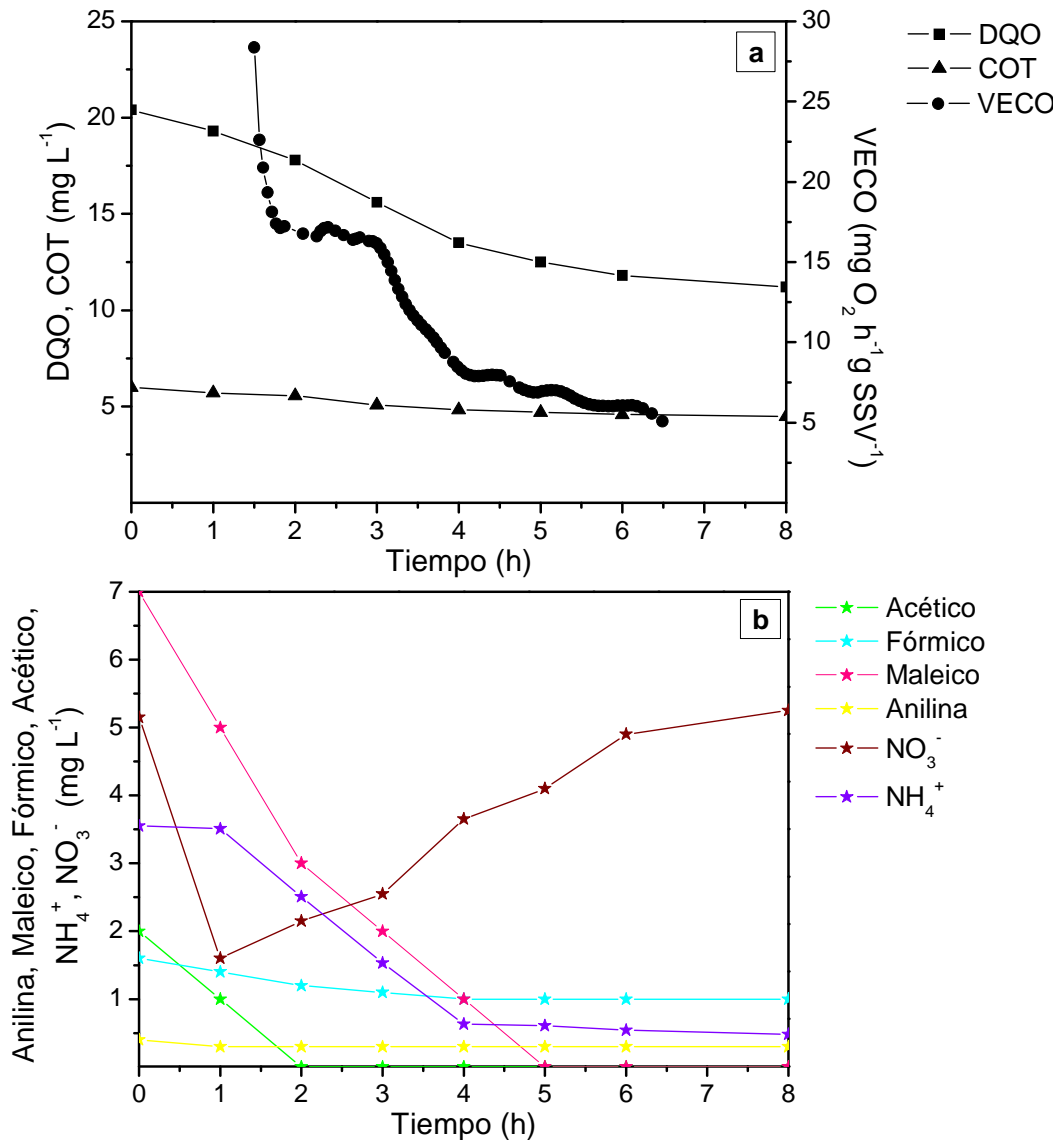 a
DQO
COT
VECO
DQO, COT (mg L⁻¹)
25
20
15
10
5
30
25
20
15
10
5
VECO (mg O₂ h⁻¹g SSV⁻¹)
0 1 2 3 4 5 6 7 8
Tiempo (h)
b
Acético
Fórmico
Maleico
Anilina
NO₃⁻
NH₄⁺
Anilina, Maleico, Fórmico, Acético,
NH₄⁺, NO₃⁻ (mg L⁻¹)
7
6
5
4
3
2
1
0 1 2 3 4 5 6 7 8
Tiempo (h)